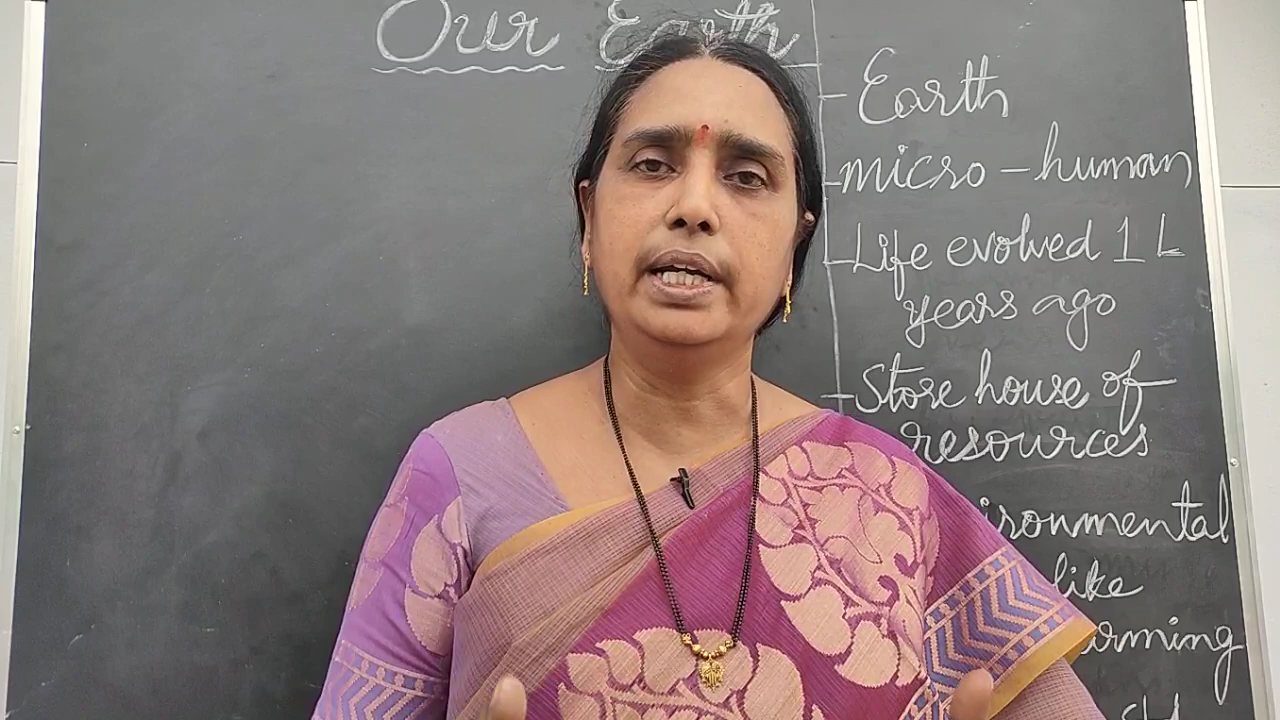 Our Earth
- Earth
- micro - human
- Life evolved 1 L
years ago
- Store house of
resources
ironmental
like
arming